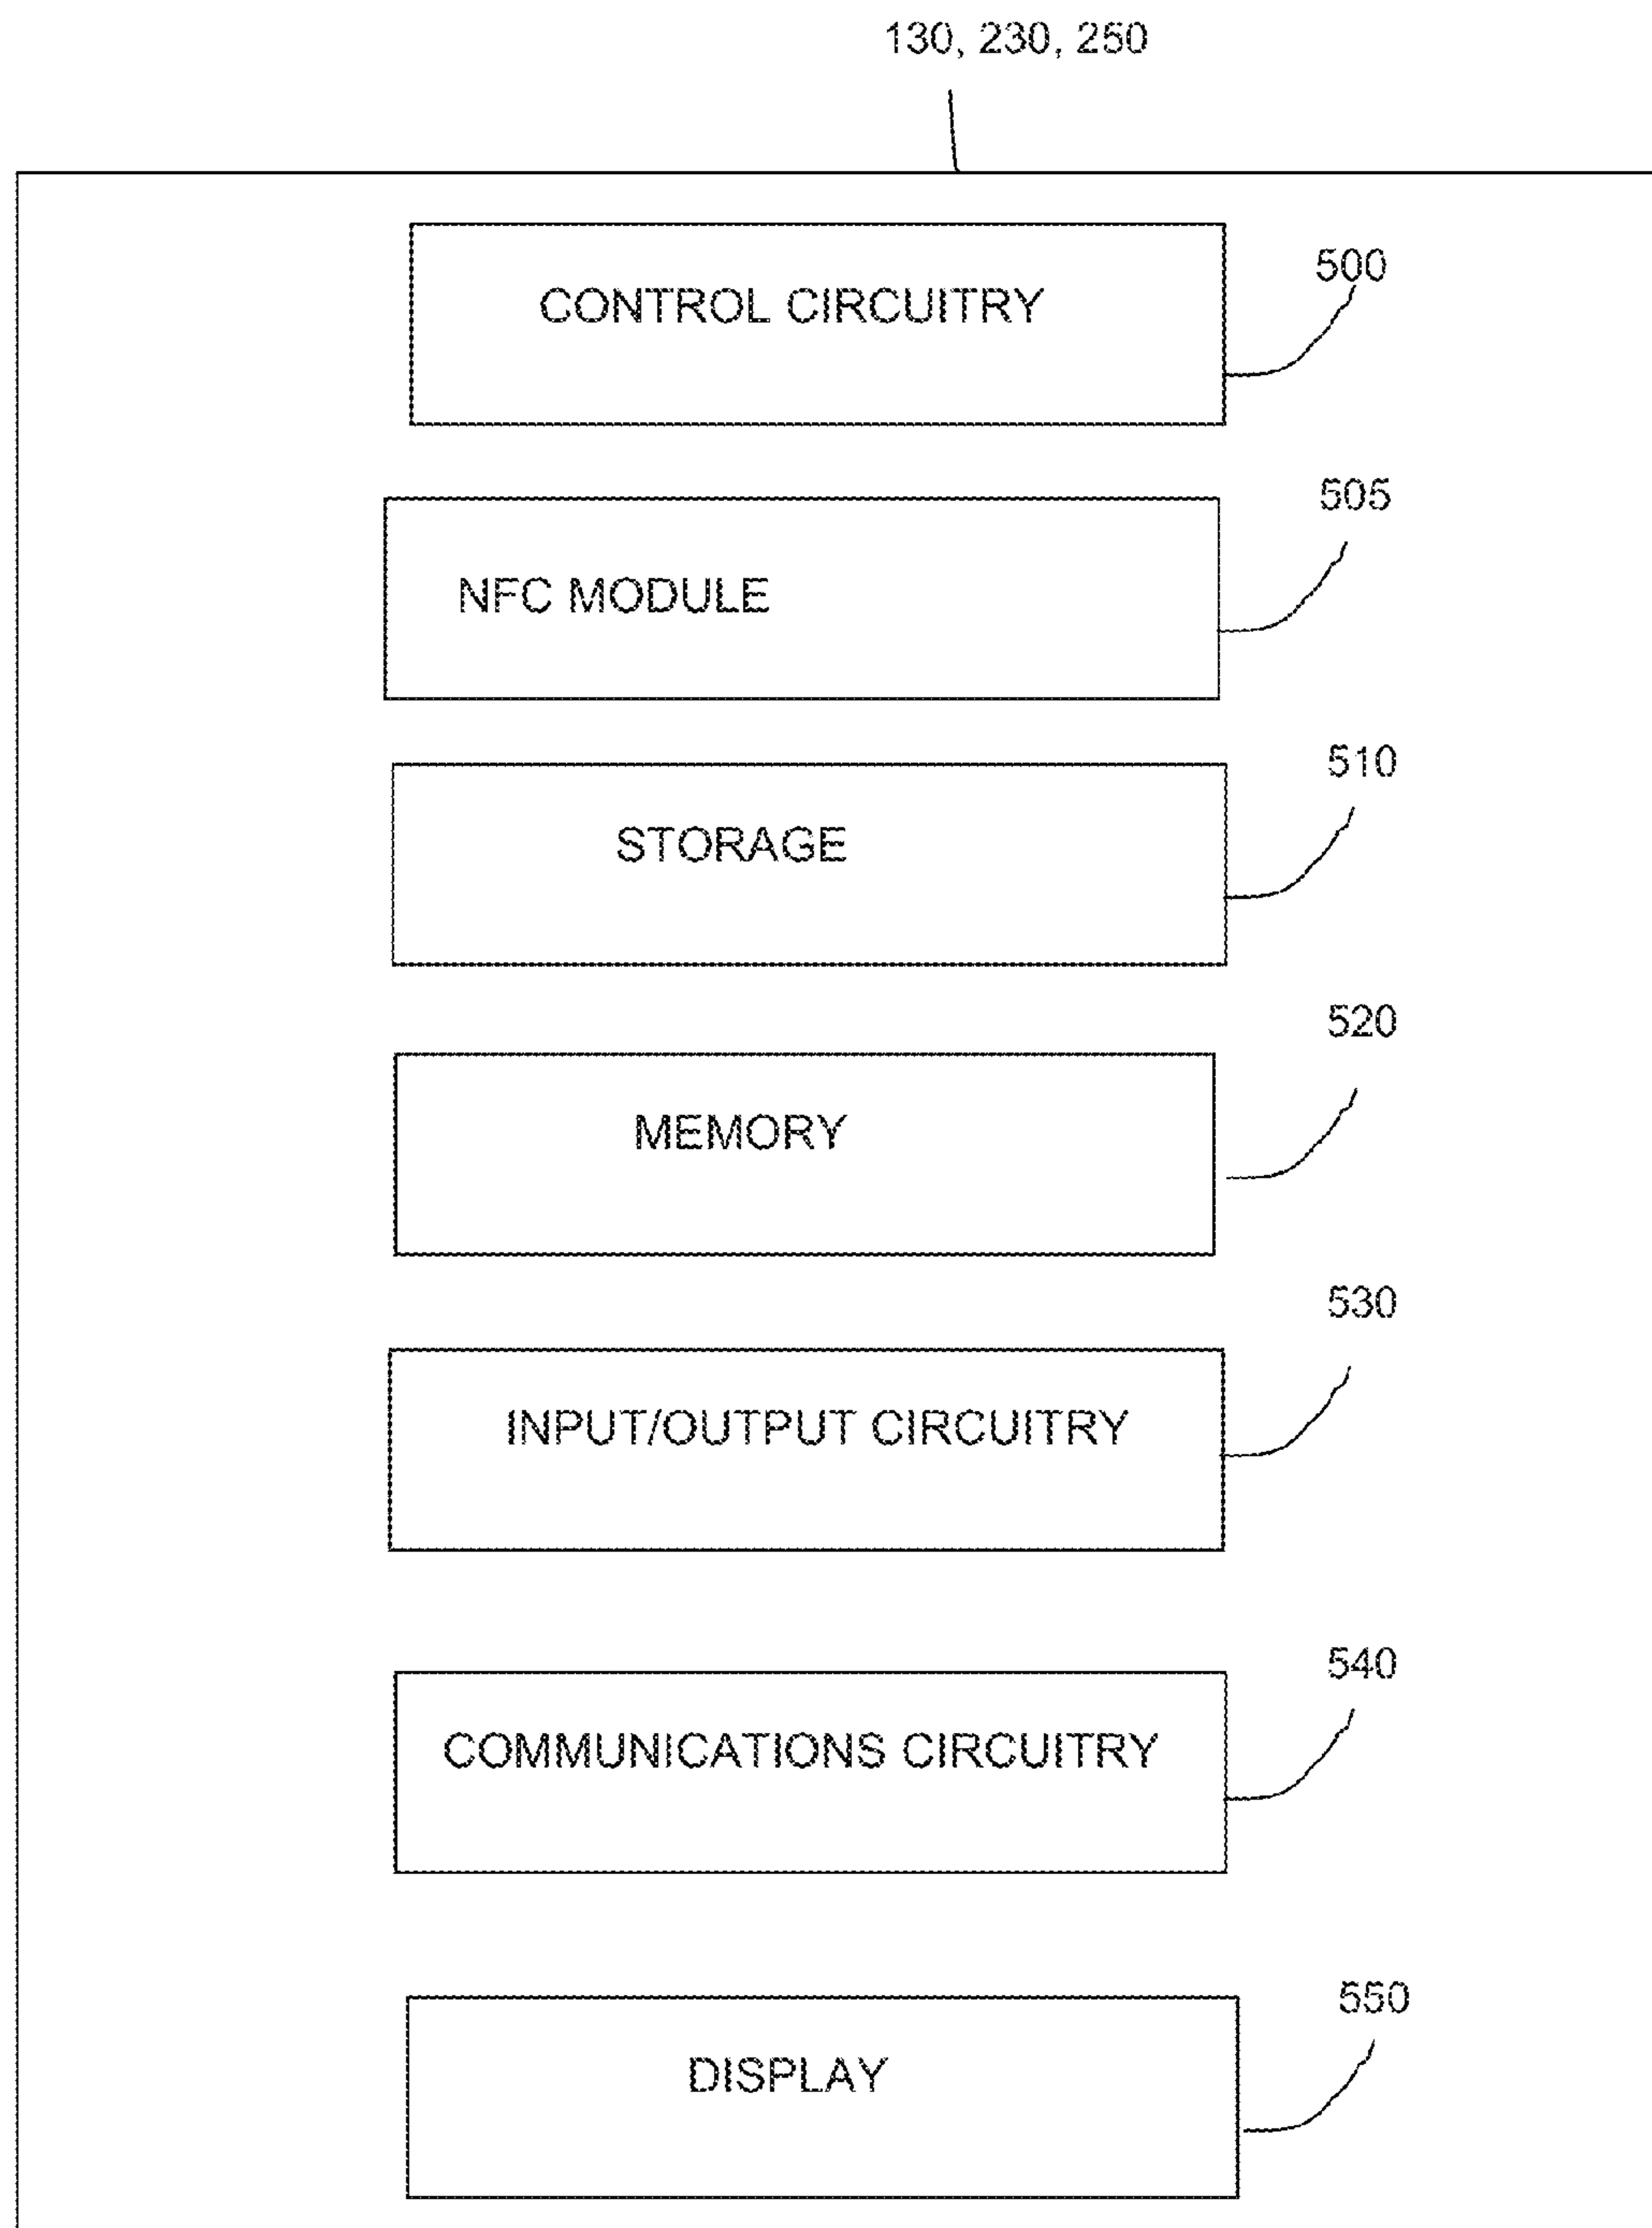 130, 230, 250
CONTROL CIRCUITRY
500
NFC MODULE
505
STORAGE
510
MEMORY
520
INPUT/OUTPUT CIRCUITRY
530
COMMUNICATIONS CIRCUITRY
540
DISPLAY
550